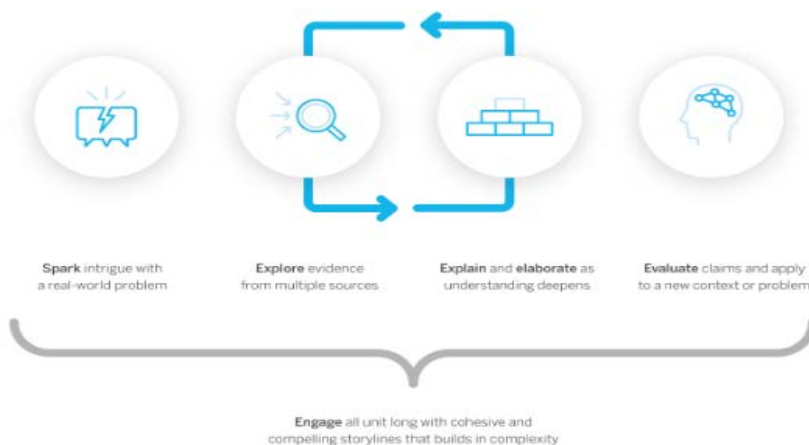 Spark intrigue with
a real-world problem
Explore evidence
from multiple sources
Explain and elaborate as
understanding deepens
Evaluate claims and apply
to a new context or problem
Engage all unit long with cohesive and
compelling storylines that builds in complexity